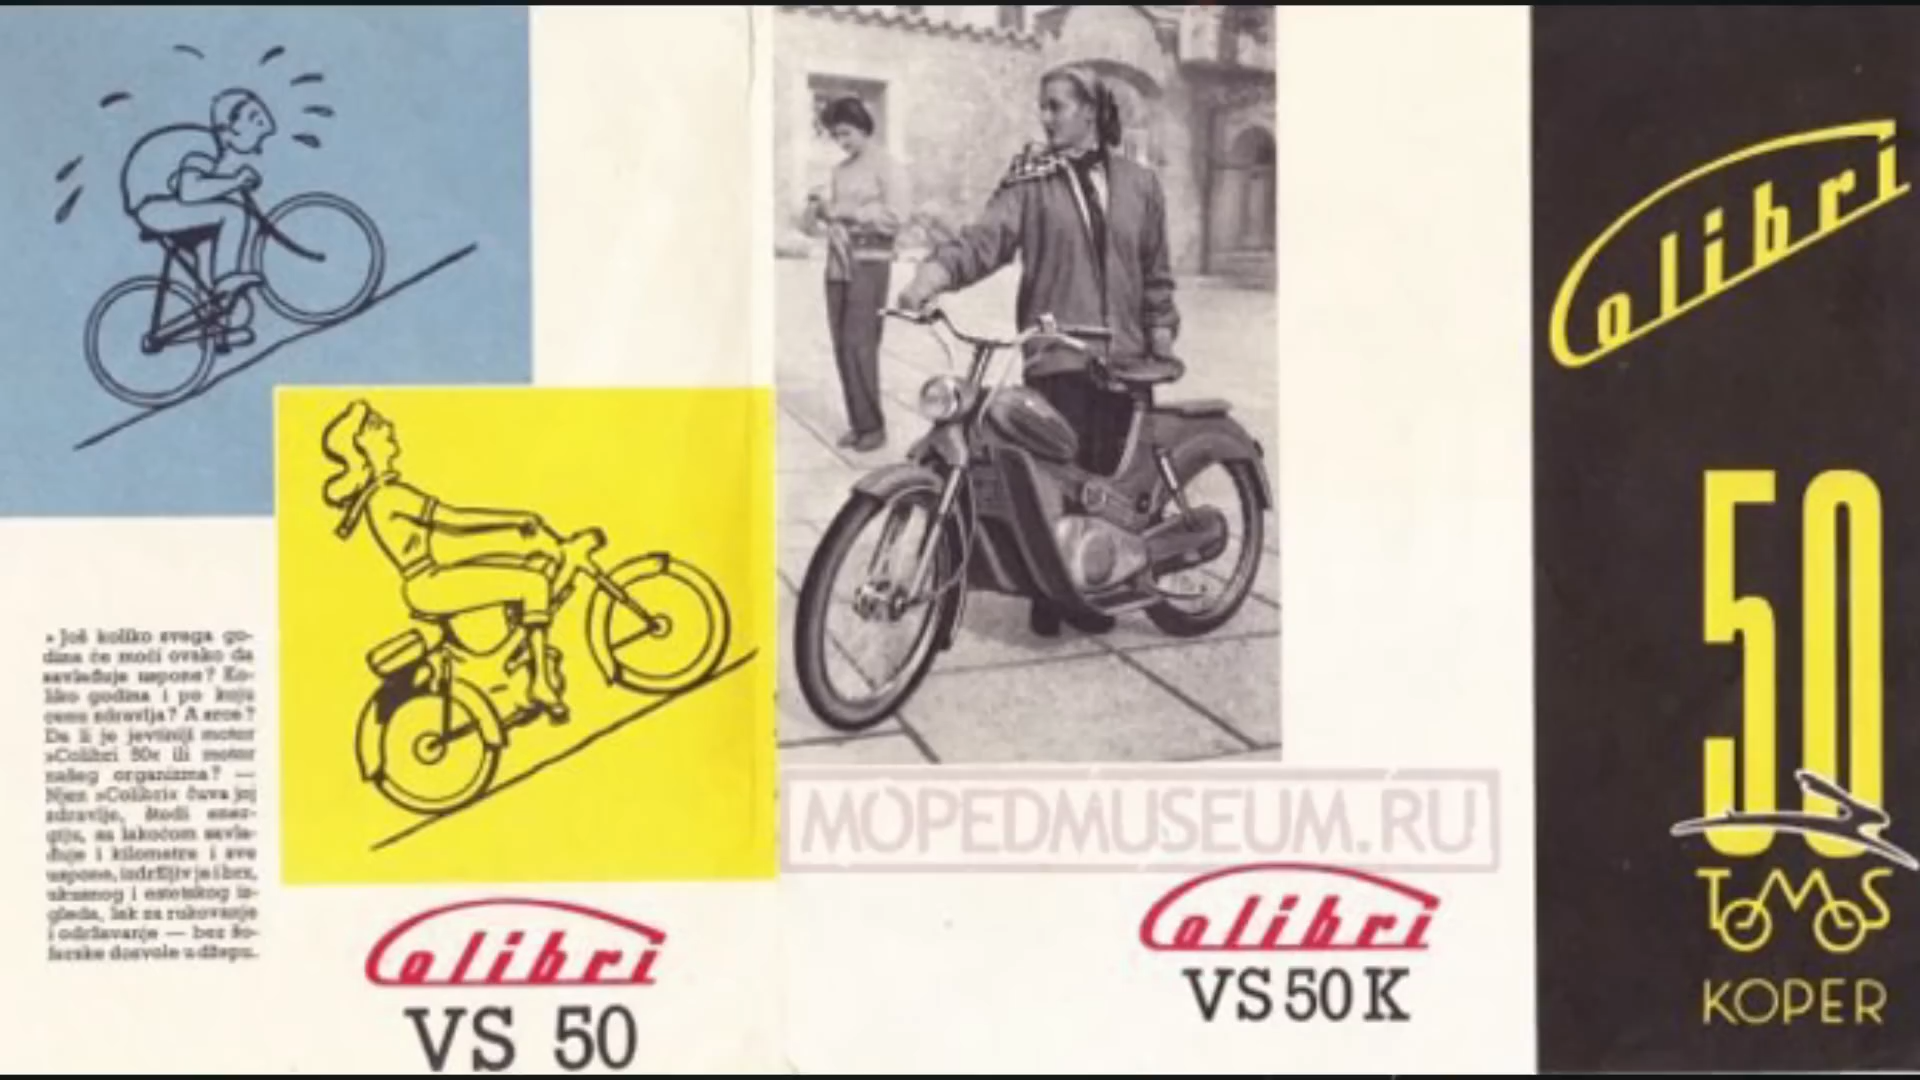 »Još koliko svega go-
dina će moći ovako da
savlađuje uspone? Ko-
liko godina i po koju
cenu zdravlja? A srce?
Da li je jevtiniji motor
»Colibri 50« ili motor
našeg organizma? —
Njen »Colibri« čuva joj
zdravlje, štedi ener-
giju, sa lakoćom savla-
đuje i kilometre i sve
uspone, izdržljiv je i brz,
ukusnog i estetskog iz-
gleda, lak za rukovanje
i održavanje — bez šo-
ferske dozvole u džepu.
Colibri
VS 50
MOPEDMUSEUM.RU
Colibri
VS 50 K
Colibri
50
TOMOS
KOPER